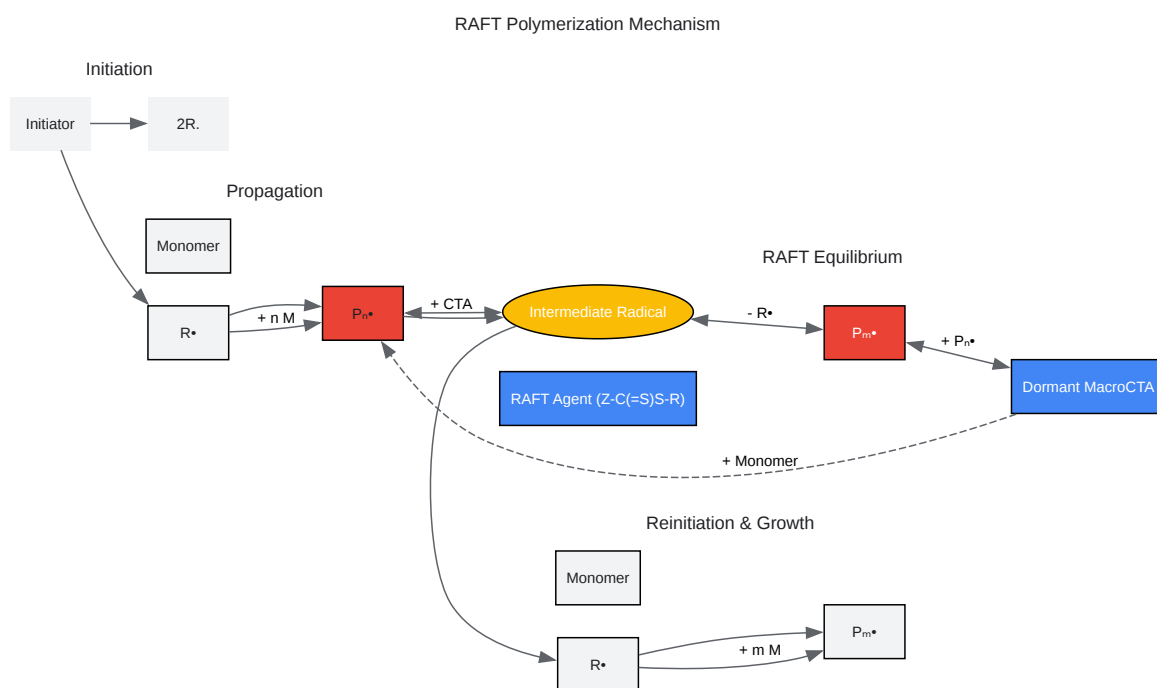 RAFT Polymerization Mechanism
Initiation
Initiator
2R.
Propagation
Monomer
R•
+ n M
Pₙ•
+ CTA
Intermediate Radical
RAFT Equilibrium
- R•
Pₘ•
+ Pₙ•
Dormant MacroCTA
RAFT Agent (Z-C(=S)S-R)
+ Monomer
Reinitiation & Growth
Monomer
R•
+ m M
Pₘ•